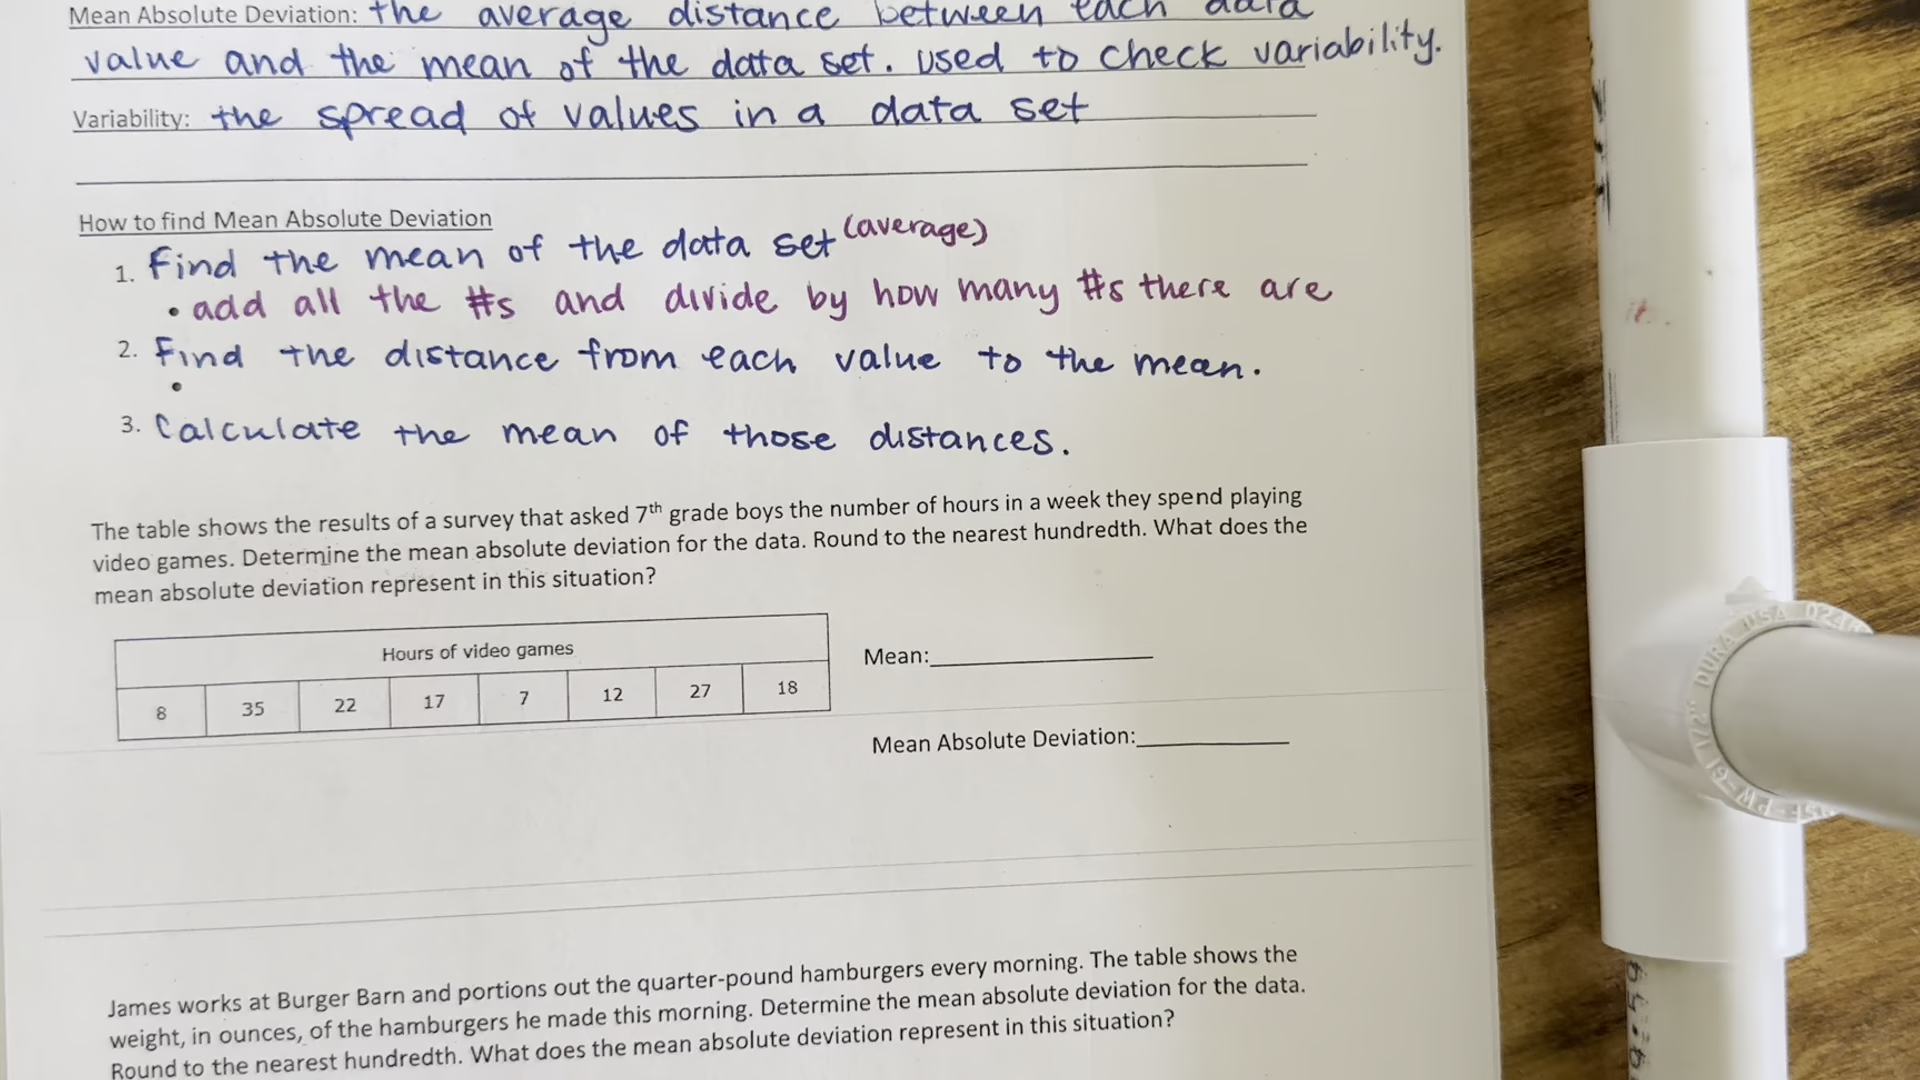 Mean Absolute Deviation: the average distance between each data
value and the mean of the data set. used to check variability.
Variability: the spread of values in a data set
How to find Mean Absolute Deviation
1. Find the mean of the data set (average)
• add all the #s and divide by how many #s there are
2. Find the distance from each value to the mean.
•
3. Calculate the mean of those distances.
The table shows the results of a survey that asked 7th grade boys the number of hours in a week they spend playing
video games. Determine the mean absolute deviation for the data. Round to the nearest hundredth. What does the
mean absolute deviation represent in this situation?
Hours of video games
8 35 22 17 7 12 27 18
Mean:
Mean Absolute Deviation:
James works at Burger Barn and portions out the quarter-pound hamburgers every morning. The table shows the
weight, in ounces, of the hamburgers he made this morning. Determine the mean absolute deviation for the data.
Round to the nearest hundredth. What does the mean absolute deviation represent in this situation?
DURA USA
1/2"